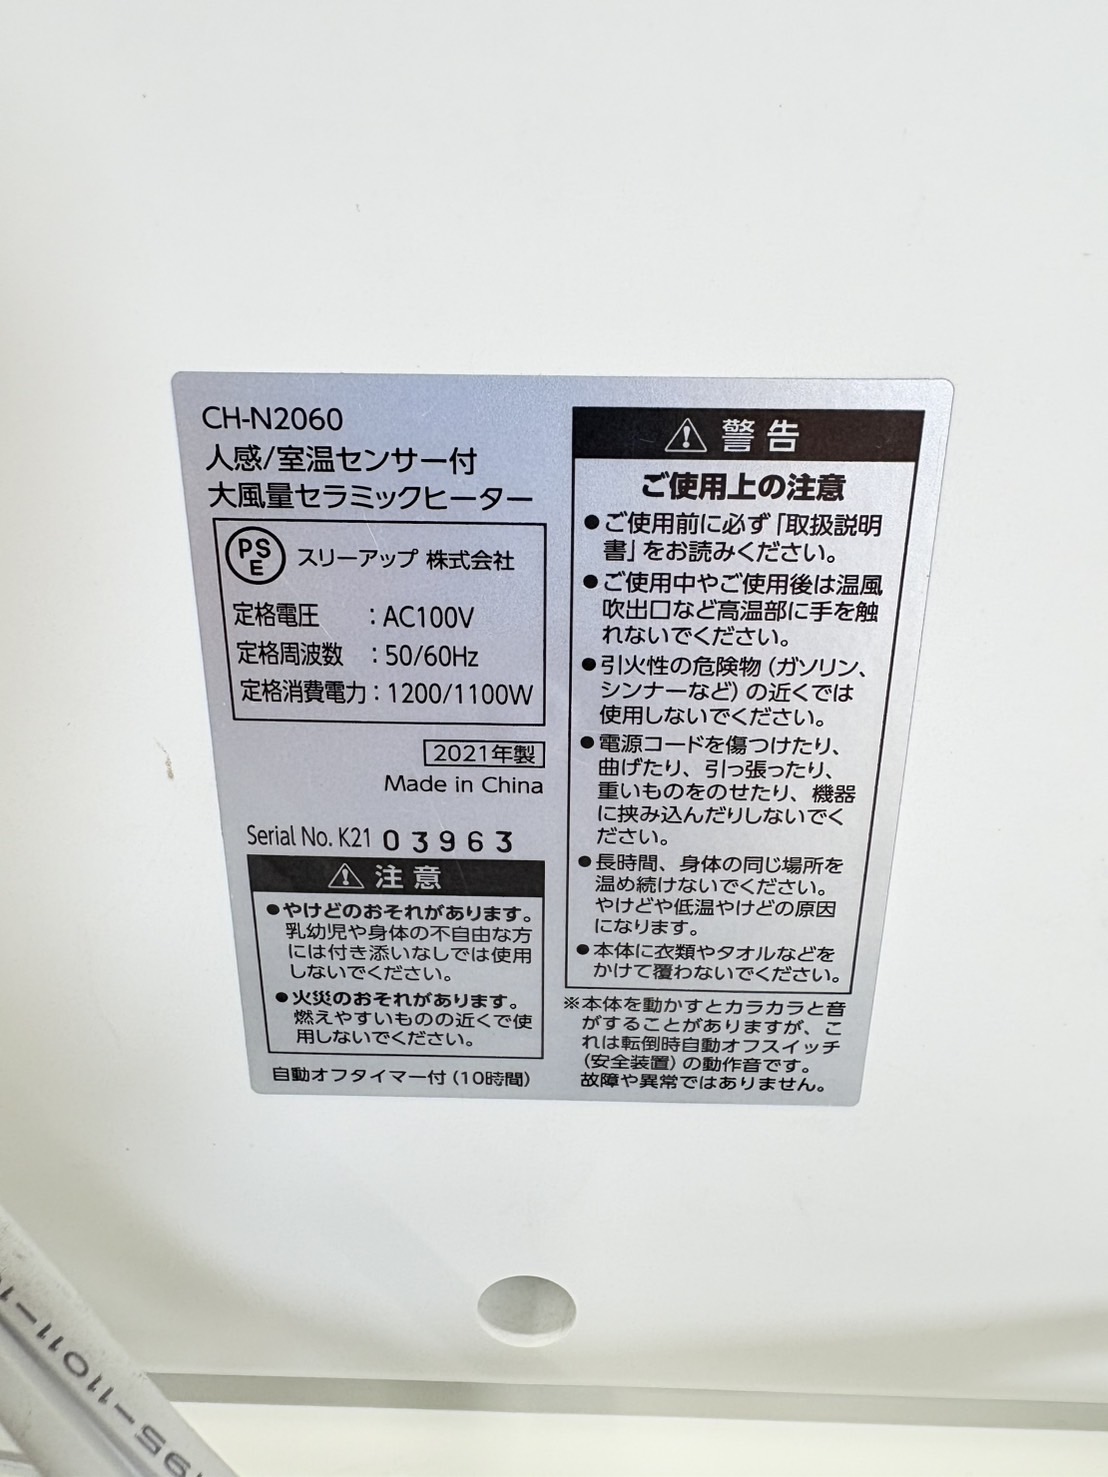 CH-N2060
人感/室温センサー付
大風量セラミックヒーター
PS
E
スリーアップ 株式会社
定格電圧 : AC100V
定格周波数 : 50/60Hz
定格消費電力 : 1200/1100W
2021年製
Made in China
Serial No. K21 03963
⚠ 注意
●やけどのおそれがあります。
乳幼児や身体の不自由な方
には付き添いなしでは使用
しないでください。
●火災のおそれがあります。
燃えやすいものの近くで使
用しないでください。
自動オフタイマー付(10時間)
⚠ 警告
ご使用上の注意
●ご使用前に必ず「取扱説明
書」をお読みください。
●ご使用中やご使用後は温風
吹出口など高温部に手を触
れないでください。
●引火性の危険物(ガソリン、
シンナーなど)の近くでは
使用しないでください。
●電源コードを傷つけたり、
曲げたり、引っ張ったり、
重いものをのせたり、機器
に挟み込んだりしないでく
ださい。
●長時間、身体の同じ場所を
温め続けないでください。
やけどや低温やけどの原因
になります。
●本体に衣類やタオルなどを
かけて覆わないでください。
※本体を動かすとカラカラと音
がすることがありますが、こ
れは転倒時自動オフスイッチ
(安全装置)の動作音です。
故障や異常ではありません。